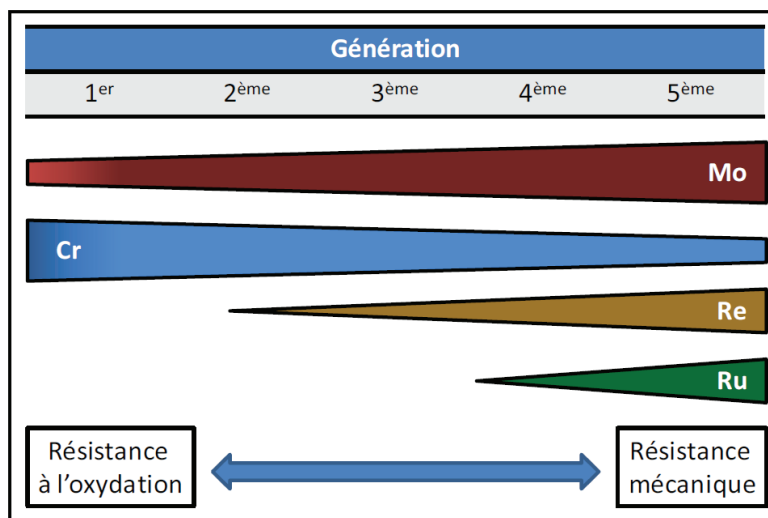 Génération
1er 2ème 3ème 4ème 5ème
Mo
Cr
Re
Ru
Résistance
à l'oxydation
Résistance
mécanique